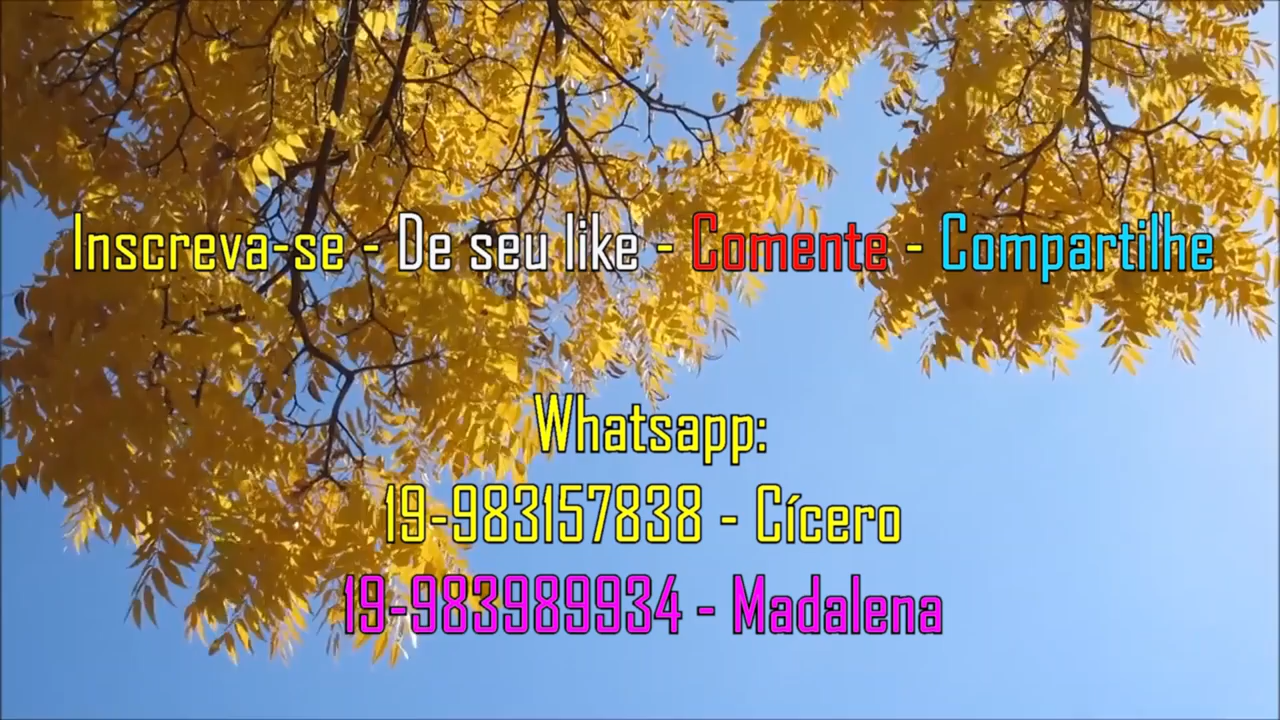 Inscreva-se - De seu like - Comente - Compartilhe
Whatsapp:
19-983157838 - Cícero
19-983989934 - Madalena